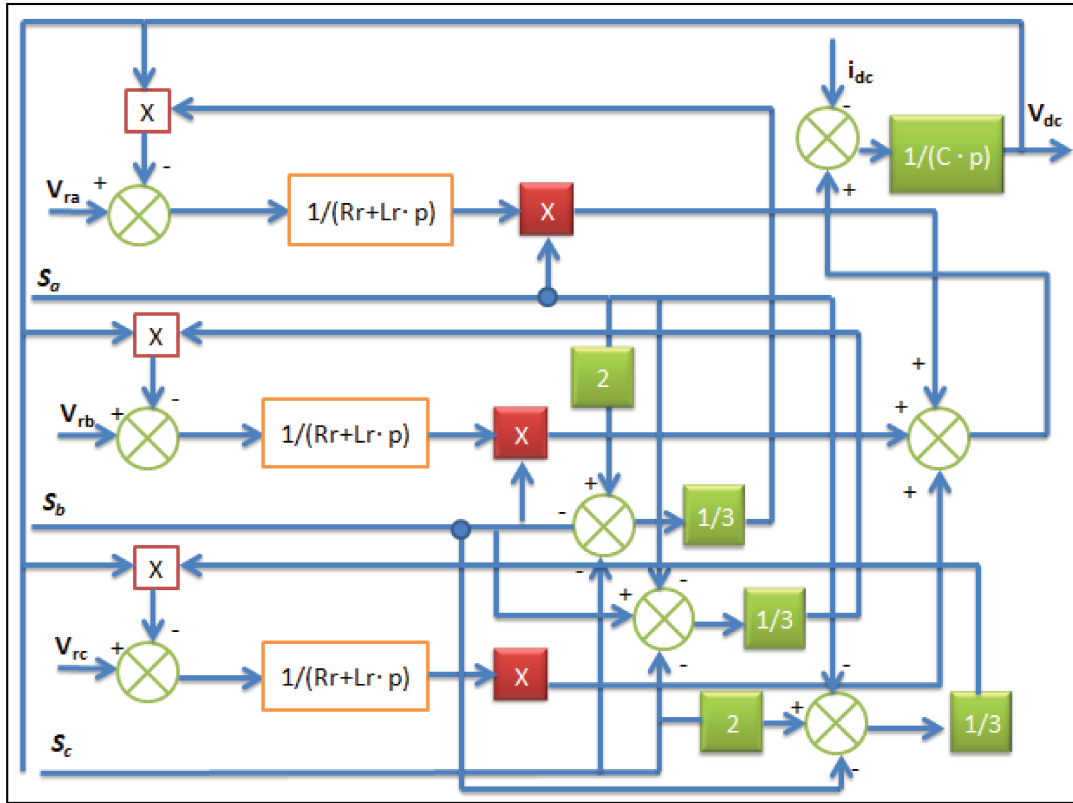 i_dc
-
V_dc
X
1/(C · p)
-
+
V_ra
+
1/(Rr+Lr· p)
X
S_a
X
2
+
-
V_rb
+
+
1/(Rr+Lr· p)
X
+
+
-
1/3
S_b
X
-
-
+
1/3
-
V_rc
+
1/(Rr+Lr· p)
X
-
-
2
+
1/3
S_c
-